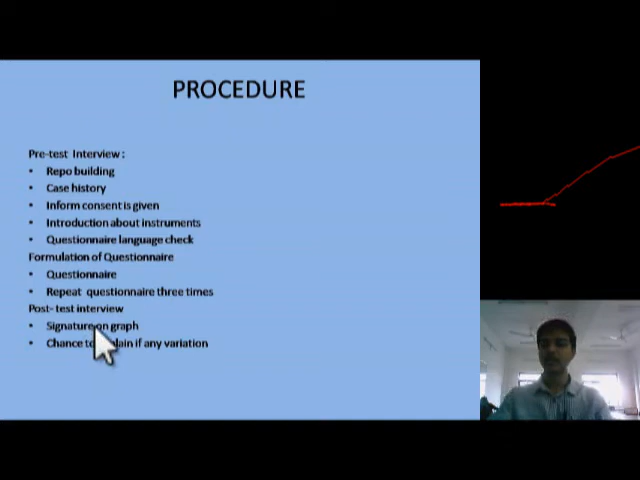 PROCEDURE
Pre-test Interview :
• Repo building
• Case history
• Inform consent is given
• Introduction about instruments
• Questionnaire language check
Formulation of Questionnaire
• Questionnaire
• Repeat questionnaire three times
Post- test interview
• Signature on graph
• Chance to if any variation